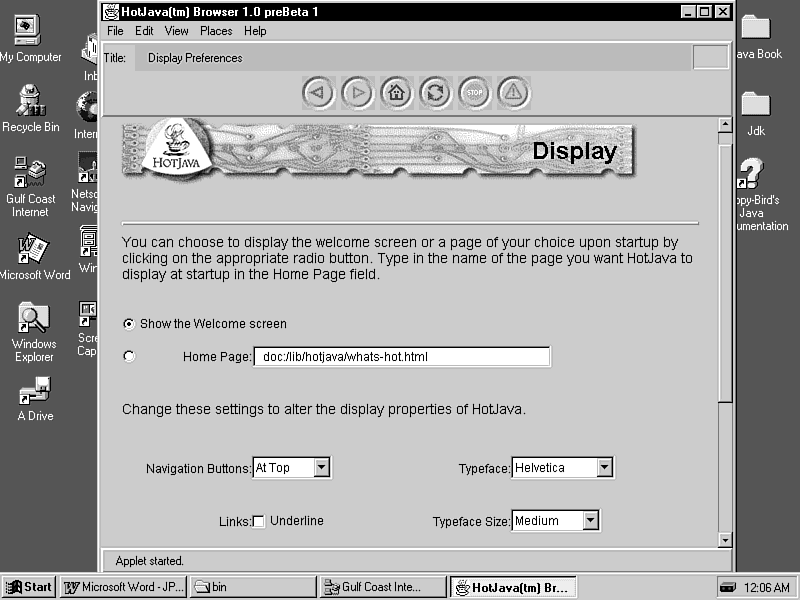 HotJava(tm) Browser 1.0 preBeta 1
File Edit View Places Help
Title: Display Preferences
STOP
HOTJAVA
Display
You can choose to display the welcome screen or a page of your choice upon startup by
clicking on the appropriate radio button. Type in the name of the page you want HotJava to
display at startup in the Home Page field.
Show the Welcome screen
Home Page: doc:/lib/hotjava/whats-hot.html
Change these settings to alter the display properties of HotJava.
Navigation Buttons: At Top Typeface: Helvetica
Links: Underline Typeface Size: Medium
Applet started.
My Computer
Recycle Bin
Gulf Coast
Internet
Microsoft Word
Windows
Explorer
A Drive
Inb
Intern
Netsc
Navig
Win
Scre
Cap
ava Book
Jdk
ppy-Bird's
Java
umentation
Start Microsoft Word - JP... bin Gulf Coast Inte... HotJava(tm) Br... 12:06 AM